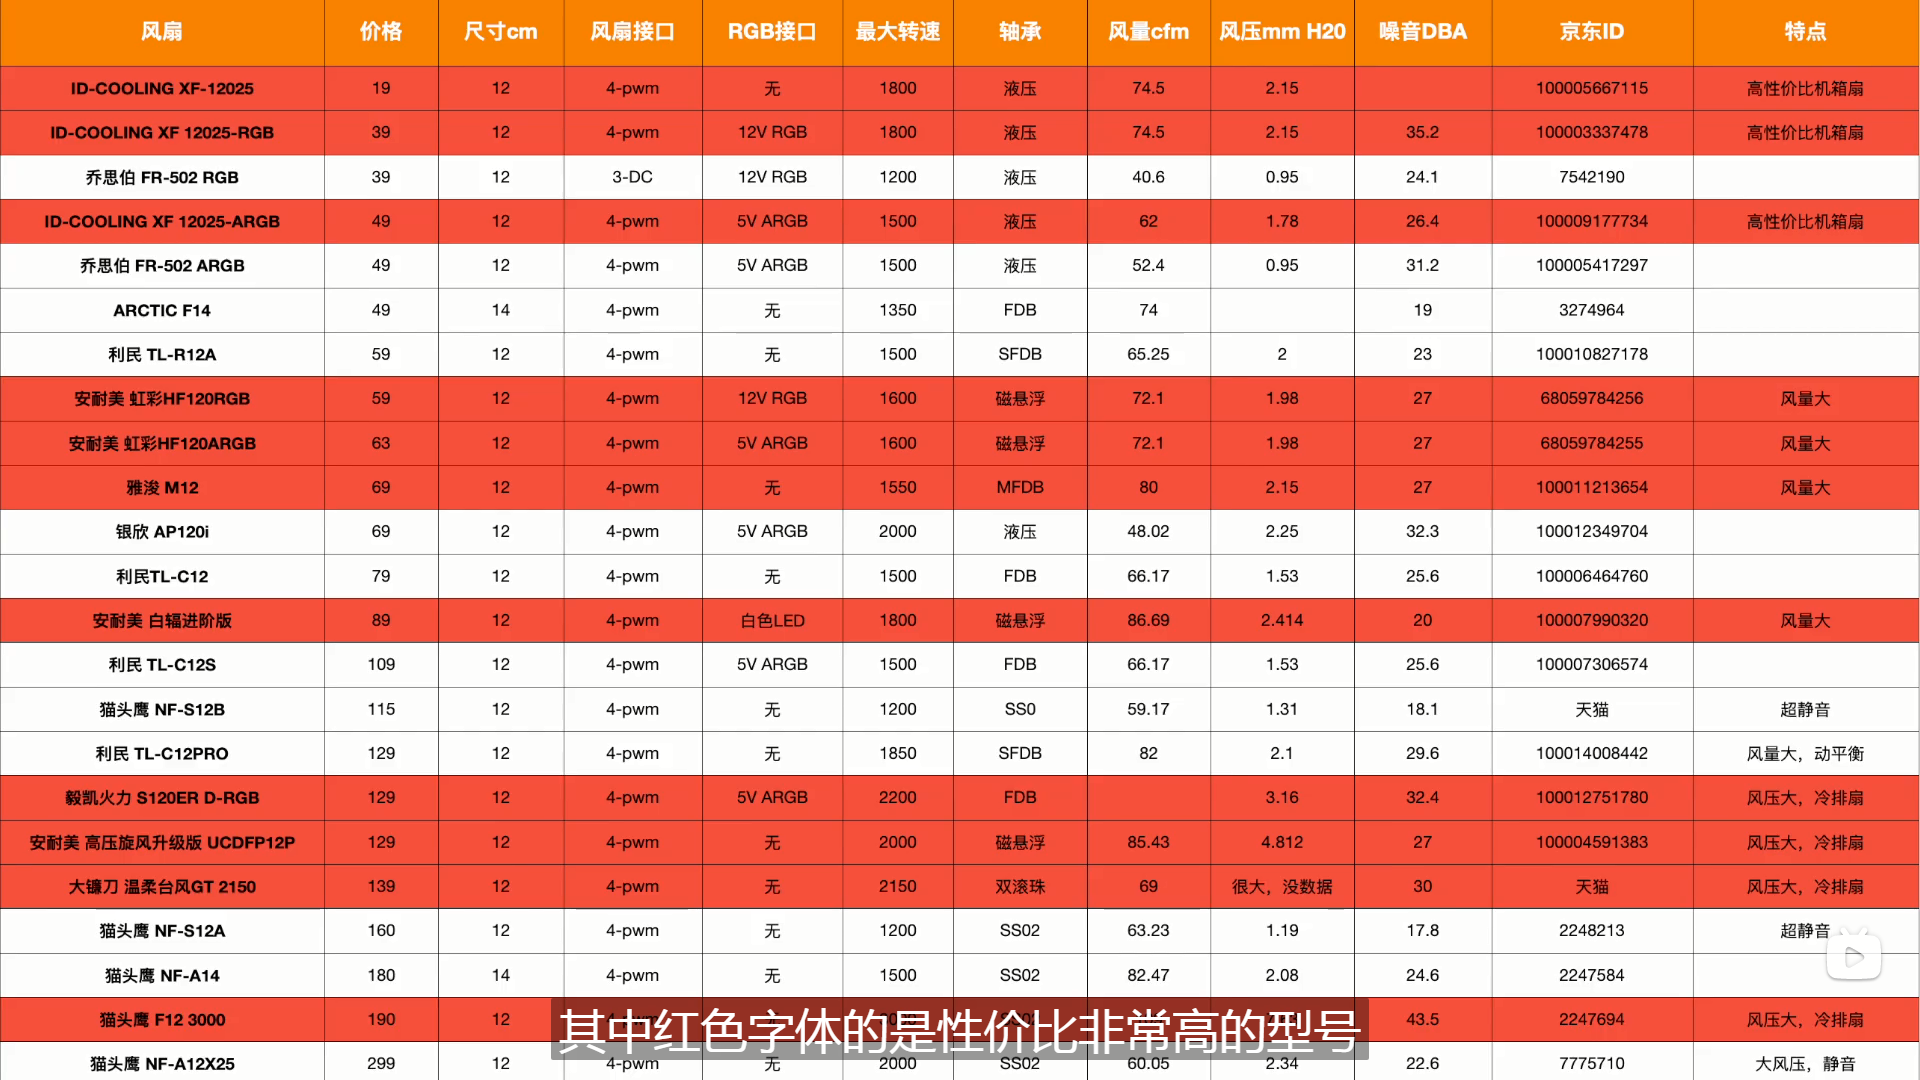 风扇 价格 尺寸cm 风扇接口 RGB接口 最大转速 轴承 风量cfm 风压mm H20 噪音DBA 京东ID 特点
ID-COOLING XF-12025 19 12 4-pwm 无 1800 液压 74.5 2.15 100005667115 高性价比机箱扇
ID-COOLING XF 12025-RGB 39 12 4-pwm 12V RGB 1800 液压 74.5 2.15 35.2 100003337478 高性价比机箱扇
乔思伯 FR-502 RGB 39 12 3-DC 12V RGB 1200 液压 40.6 0.95 24.1 7542190
ID-COOLING XF 12025-ARGB 49 12 4-pwm 5V ARGB 1500 液压 62 1.78 26.4 100009177734 高性价比机箱扇
乔思伯 FR-502 ARGB 49 12 4-pwm 5V ARGB 1500 液压 52.4 0.95 31.2 100005417297
ARCTIC F14 49 14 4-pwm 无 1350 FDB 74 19 3274964
利民 TL-R12A 59 12 4-pwm 无 1500 SFDB 65.25 2 23 100010827178
安耐美 虹彩HF120RGB 59 12 4-pwm 12V RGB 1600 磁悬浮 72.1 1.98 27 68059784256 风量大
安耐美 虹彩HF120ARGB 63 12 4-pwm 5V ARGB 1600 磁悬浮 72.1 1.98 27 68059784255 风量大
雅浚 M12 69 12 4-pwm 无 1550 MFDB 80 2.15 27 100011213654 风量大
银欣 AP120i 69 12 4-pwm 5V ARGB 2000 液压 48.02 2.25 32.3 100012349704
利民TL-C12 79 12 4-pwm 无 1500 FDB 66.17 1.53 25.6 100006464760
安耐美 白辐进阶版 89 12 4-pwm 白色LED 1800 磁悬浮 86.69 2.414 20 100007990320 风量大
利民 TL-C12S 109 12 4-pwm 5V ARGB 1500 FDB 66.17 1.53 25.6 100007306574
猫头鹰 NF-S12B 115 12 4-pwm 无 1200 SS0 59.17 1.31 18.1 天猫 超静音
利民 TL-C12PRO 129 12 4-pwm 无 1850 SFDB 82 2.1 29.6 100014008442 风量大，动平衡
毅凯火力 S120ER D-RGB 129 12 4-pwm 5V ARGB 2200 FDB 3.16 32.4 100012751780 风压大，冷排扇
安耐美 高压旋风升级版 UCDFP12P 129 12 4-pwm 无 2000 磁悬浮 85.43 4.812 27 100004591383 风压大，冷排扇
大镰刀 温柔台风GT 2150 139 12 4-pwm 无 2150 双滚珠 69 很大，没数据 30 天猫 风压大，冷排扇
猫头鹰 NF-S12A 160 12 4-pwm 无 1200 SS02 63.23 1.19 17.8 2248213 超静音
猫头鹰 NF-A14 180 14 4-pwm 无 1500 SS02 82.47 2.08 24.6 2247584
猫头鹰 F12 3000 190 12 43.5 2247694 风压大，冷排扇
其中红色字体的是性价比非常高的型号
猫头鹰 NF-A12X25 299 12 4-pwm 无 2000 SS02 60.05 2.34 22.6 7775710 大风压，静音